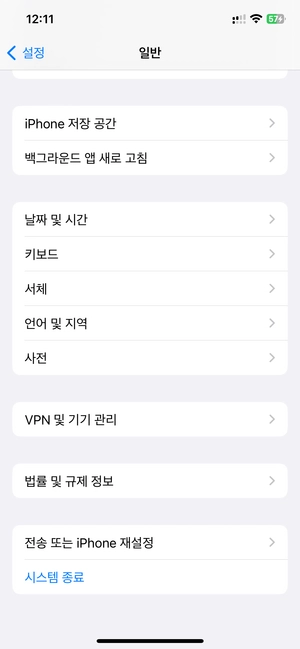 12:11
57
설정
일반
iPhone 저장 공간
백그라운드 앱 새로 고침
날짜 및 시간
키보드
서체
언어 및 지역
사전
VPN 및 기기 관리
법률 및 규제 정보
전송 또는 iPhone 재설정
시스템 종료